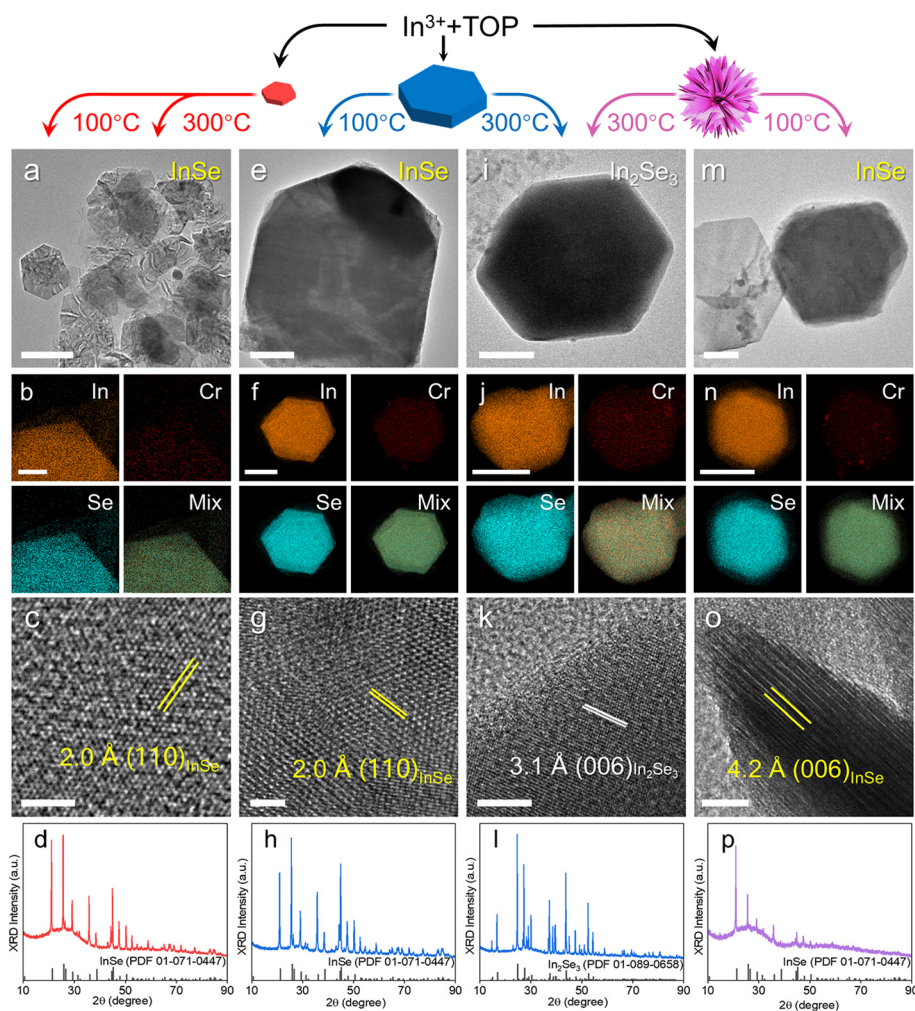 In³⁺+TOP
100°C 300°C 100°C 300°C 300°C 100°C
a InSe e InSe i In₂Se₃ m InSe
b In Cr f In Cr j In Cr n In Cr
Se Mix Se Mix Se Mix Se Mix
c g k o
2.0 Å (110)InSe 2.0 Å (110)InSe 3.1 Å (006)In₂Se₃ 4.2 Å (006)InSe
d h l p
XRD Intensity (a.u.) XRD Intensity (a.u.) XRD Intensity (a.u.) XRD Intensity (a.u.)
InSe (PDF 01-071-0447) InSe (PDF 01-071-0447) In₂Se₃ (PDF 01-089-0658) InSe (PDF 01-071-0447)
10 30 50 70 90 10 30 50 70 90 10 30 50 70 90 10 30 50 70 90
2θ (degree) 2θ (degree) 2θ (degree) 2θ (degree)